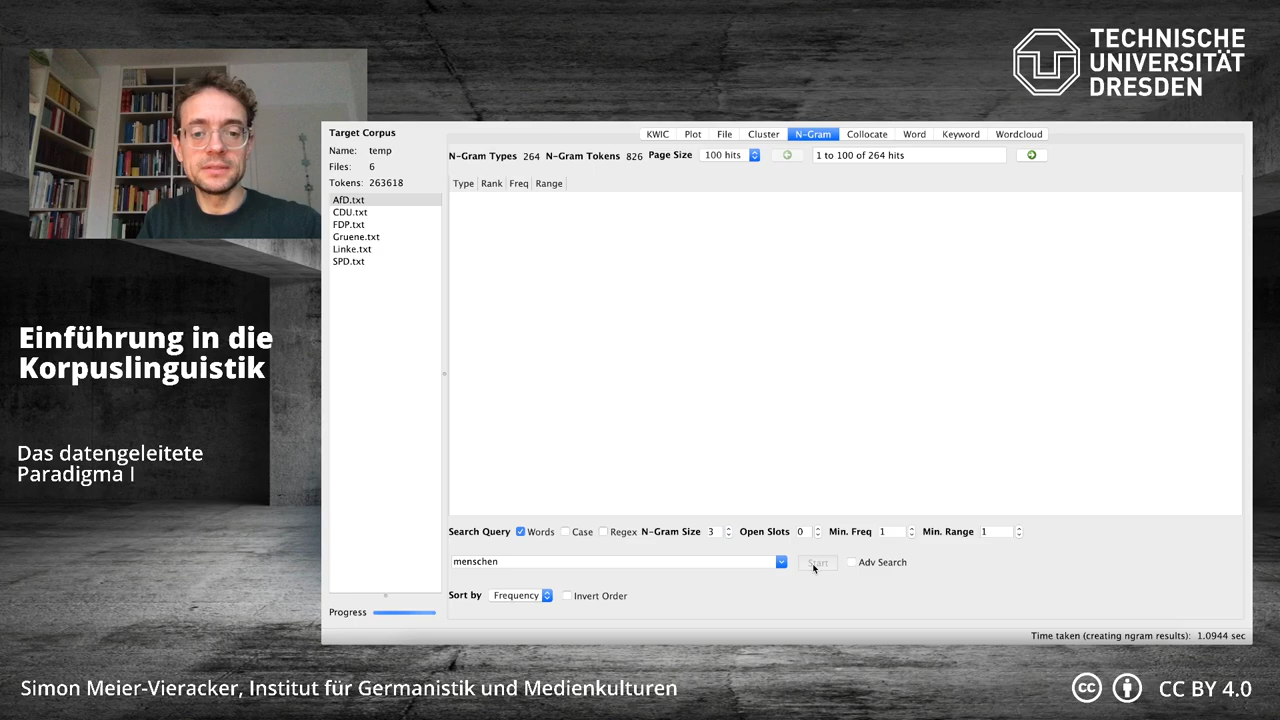 TECHNISCHE
UNIVERSITÄT
DRESDEN
Target Corpus
Name: temp
Files: 6
Tokens: 263618
AfD.txt
CDU.txt
FDP.txt
Gruene.txt
Linke.txt
SPD.txt
Progress
KWIC Plot File Cluster N-Gram Collocate Word Keyword Wordcloud
N-Gram Types 264 N-Gram Tokens 826 Page Size 100 hits 1 to 100 of 264 hits
Type Rank Freq Range
Search Query Words Case Regex N-Gram Size 3 Open Slots 0 Min. Freq 1 Min. Range 1
menschen Start Adv Search
Sort by Frequency Invert Order
Time taken (creating ngram results): 1.0944 sec
Einführung in die
Korpuslinguistik
Das datengeleitete
Paradigma I
Simon Meier-Vieracker, Institut für Germanistik und Medienkulturen
cc CC BY 4.0